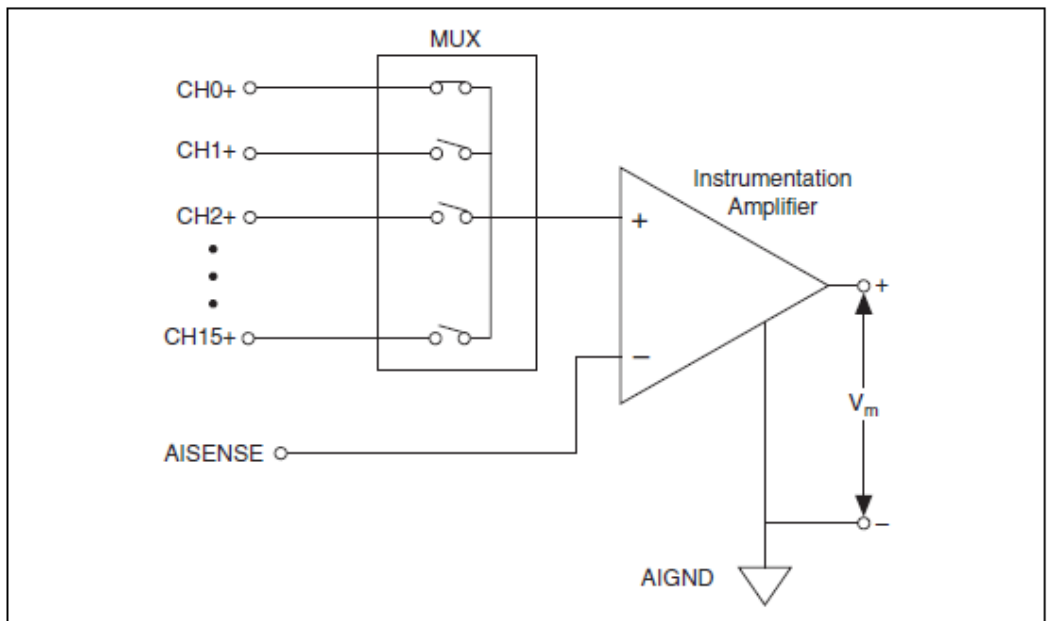 MUX
CH0+
CH1+
CH2+
CH15+
Instrumentation
Amplifier
+
−
+
Vm
−
AISENSE
AIGND